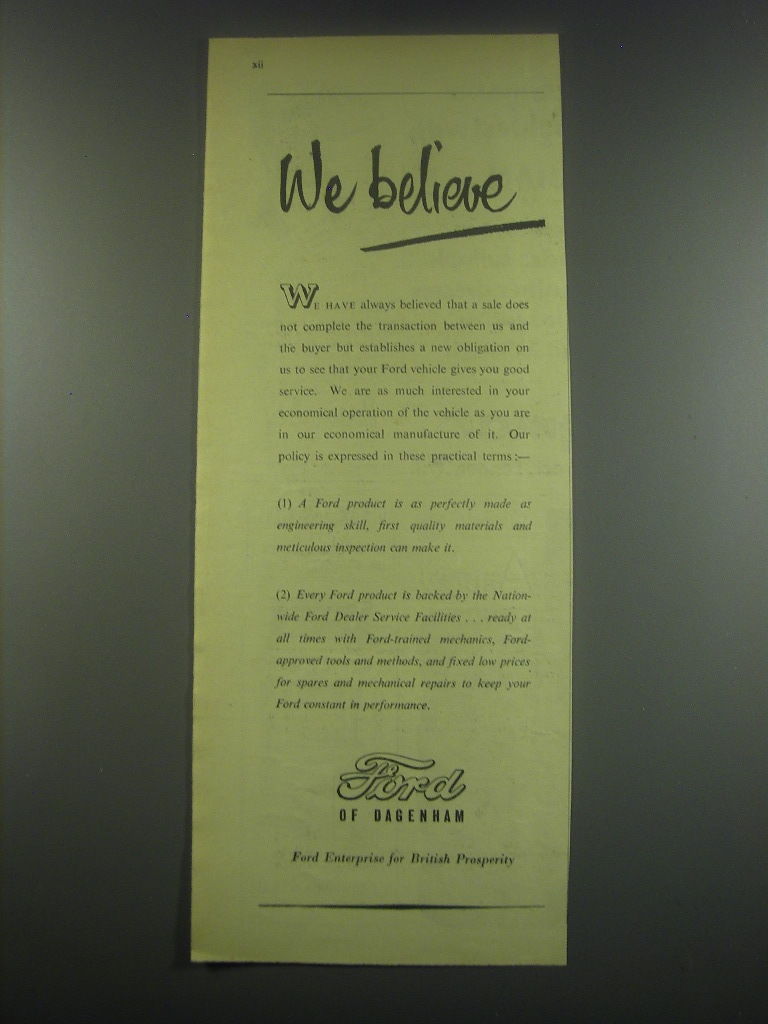 xii
We believe
WE HAVE always believed that a sale does
not complete the transaction between us and
the buyer but establishes a new obligation on
us to see that your Ford vehicle gives you good
service. We are as much interested in your
economical operation of the vehicle as you are
in our economical manufacture of it. Our
policy is expressed in these practical terms :—
(1) A Ford product is as perfectly made as
engineering skill, first quality materials and
meticulous inspection can make it.
(2) Every Ford product is backed by the Nation-
wide Ford Dealer Service Facilities . . . ready at
all times with Ford-trained mechanics, Ford-
approved tools and methods, and fixed low prices
for spares and mechanical repairs to keep your
Ford constant in performance.
Ford
OF DAGENHAM
Ford Enterprise for British Prosperity